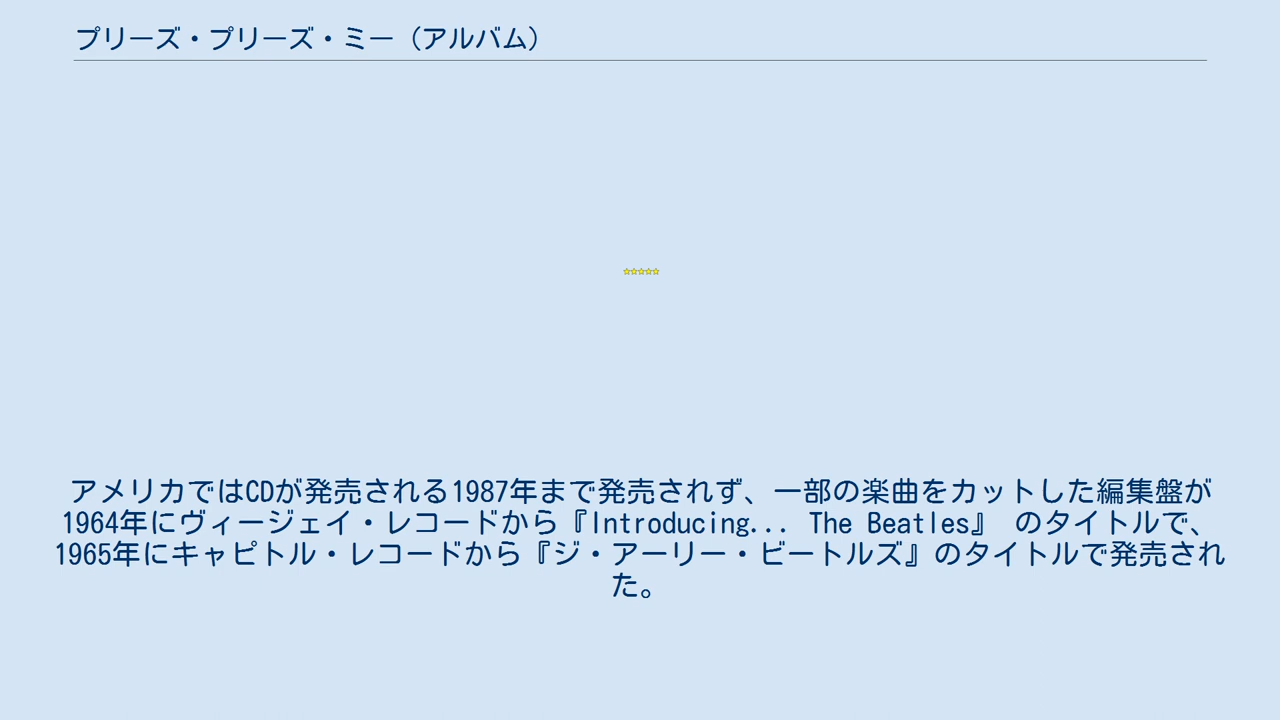 プリーズ・プリーズ・ミー（アルバム）
アメリカではCDが発売される1987年まで発売されず、一部の楽曲をカットした編集盤が
1964年にヴィージェイ・レコードから『Introducing... The Beatles』 のタイトルで、
1965年にキャピトル・レコードから『ジ・アーリー・ビートルズ』のタイトルで発売され
た。